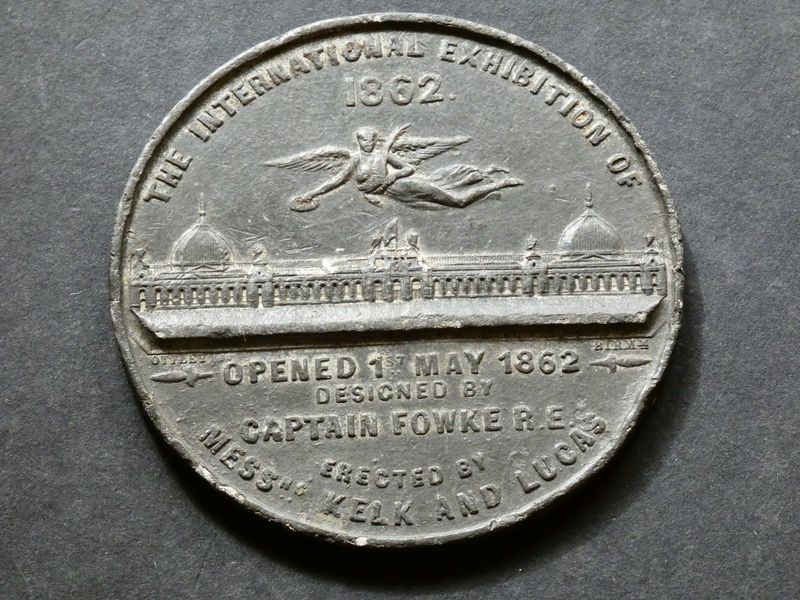 THE INTERNATIONAL EXHIBITION OF
1862.
OTTLEY BIRMM
OPENED 1ST MAY 1862
DESIGNED BY
CAPTAIN FOWKE R.E.
ERECTED BY
MESSRS KELK AND LUCAS